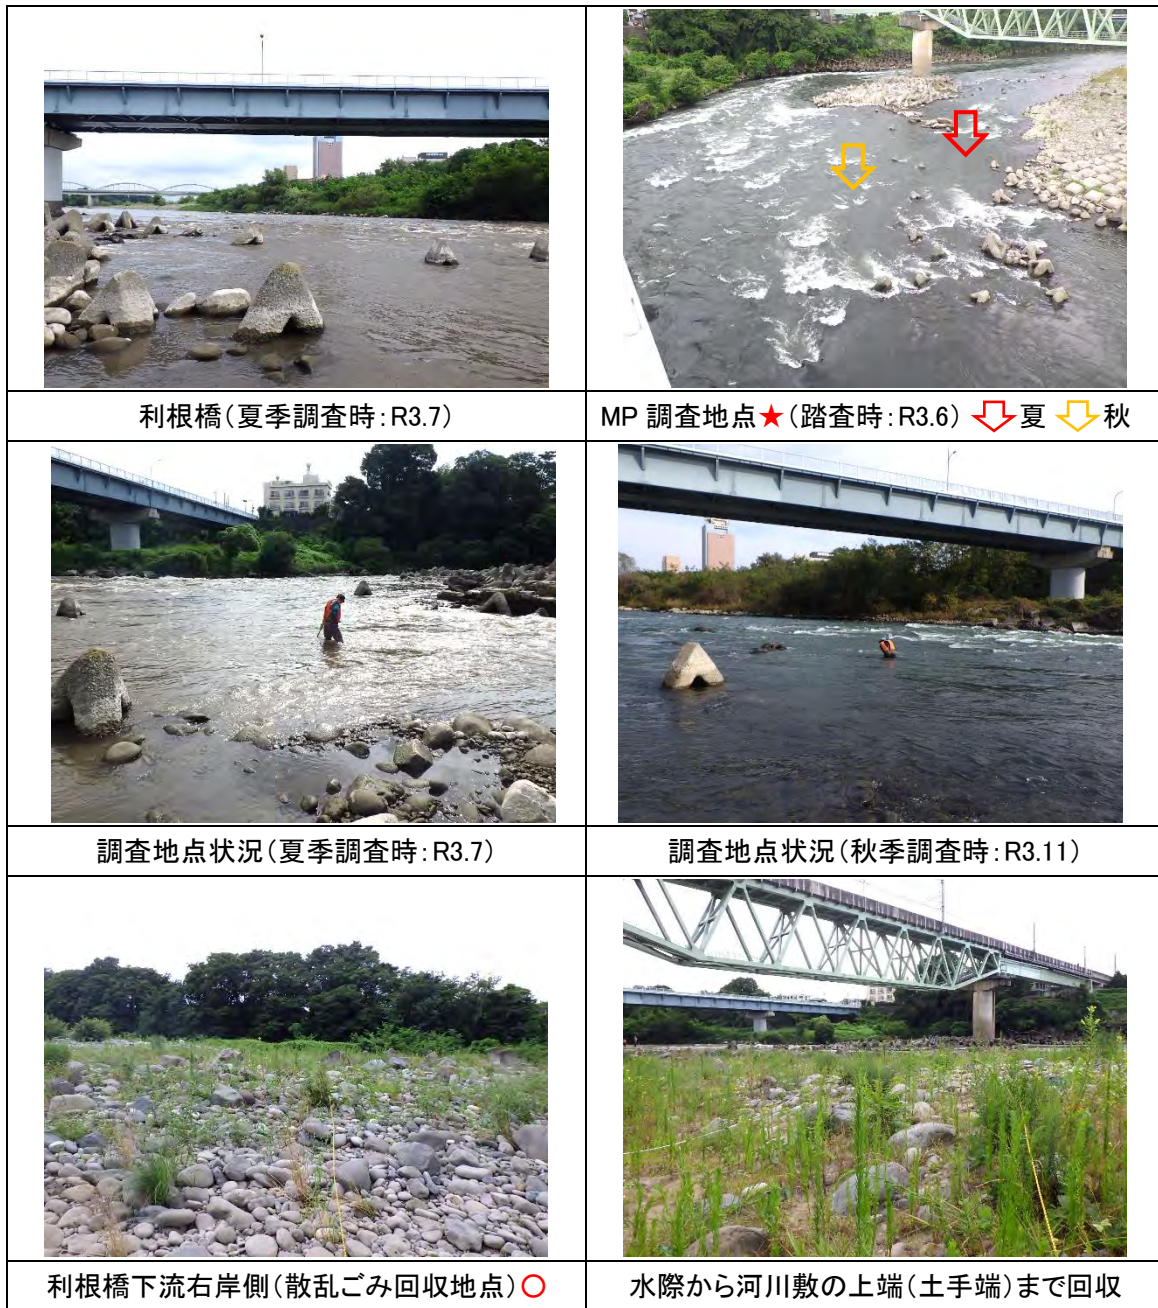 利根橋（夏季調査時：R3.7）
MP 調査地点★（踏査時：R3.6） 夏 秋
調査地点状況（夏季調査時：R3.7）
調査地点状況（秋季調査時：R3.11）
利根橋下流右岸側（散乱ごみ回収地点）○
水際から河川敷の上端（土手端）まで回収